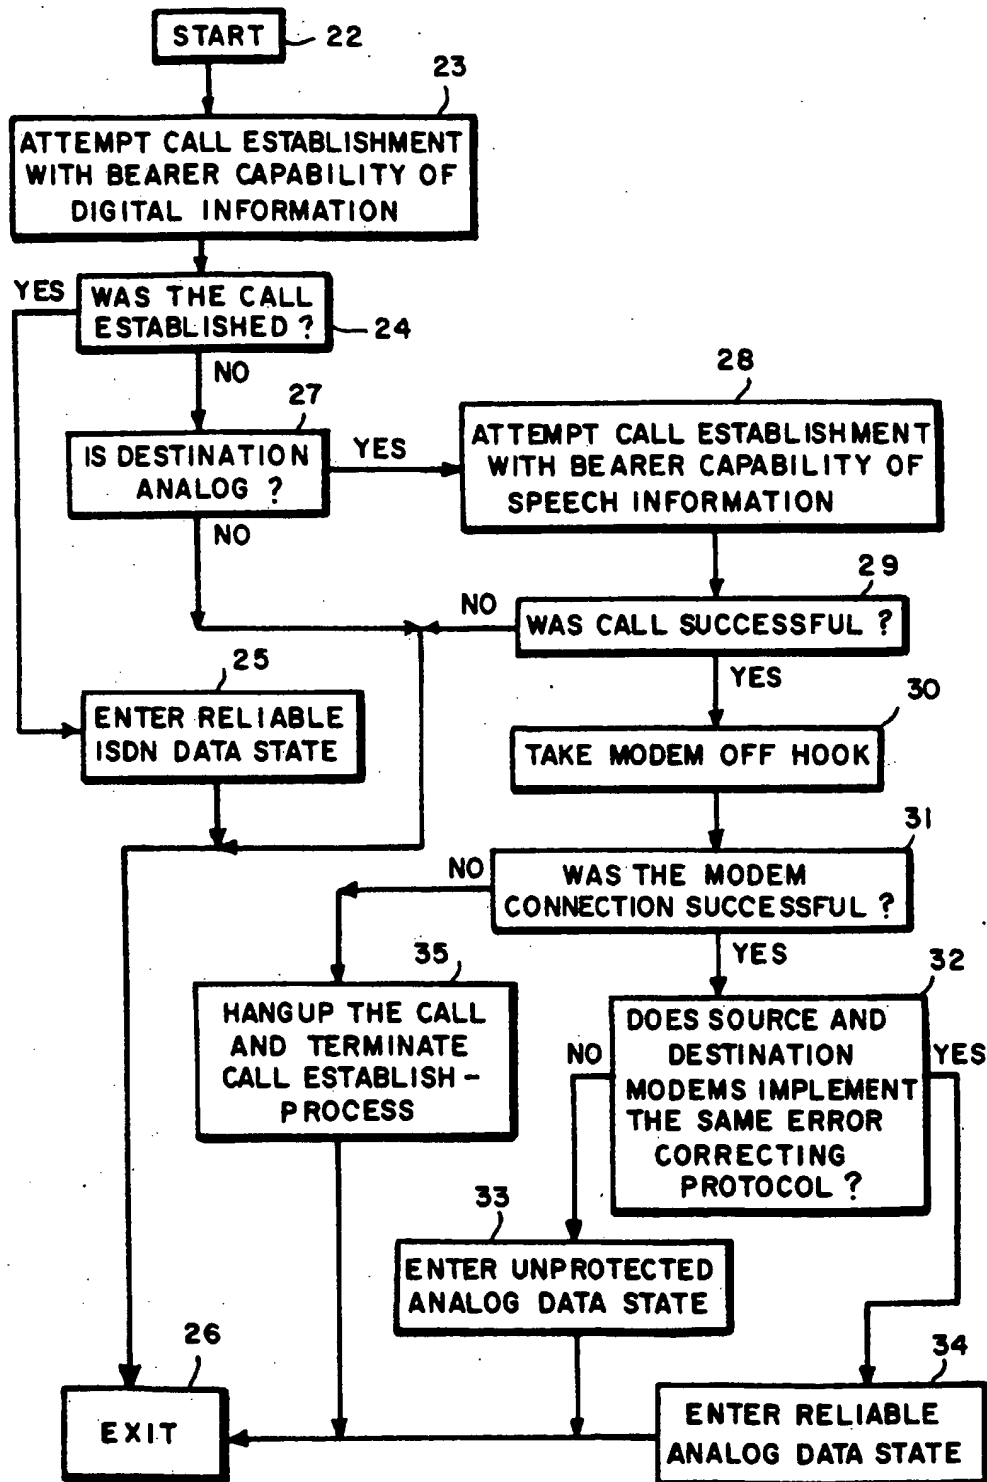 START
22
23
ATTEMPT CALL ESTABLISHMENT
WITH BEARER CAPABILITY OF
DIGITAL INFORMATION
YES
WAS THE CALL
ESTABLISHED ?
24
NO
27
IS DESTINATION
ANALOG ?
YES
NO
28
ATTEMPT CALL ESTABLISHMENT
WITH BEARER CAPABILITY OF
SPEECH INFORMATION
29
NO
WAS CALL SUCCESSFUL ?
YES
25
ENTER RELIABLE
ISDN DATA STATE
30
TAKE MODEM OFF HOOK
31
NO
WAS THE MODEM
CONNECTION SUCCESSFUL ?
YES
35
HANGUP THE CALL
AND TERMINATE
CALL ESTABLISH-
PROCESS
32
NO
DOES SOURCE AND
DESTINATION
MODEMS IMPLEMENT
THE SAME ERROR
CORRECTING
PROTOCOL ?
YES
33
ENTER UNPROTECTED
ANALOG DATA STATE
26
EXIT
34
ENTER RELIABLE
ANALOG DATA STATE